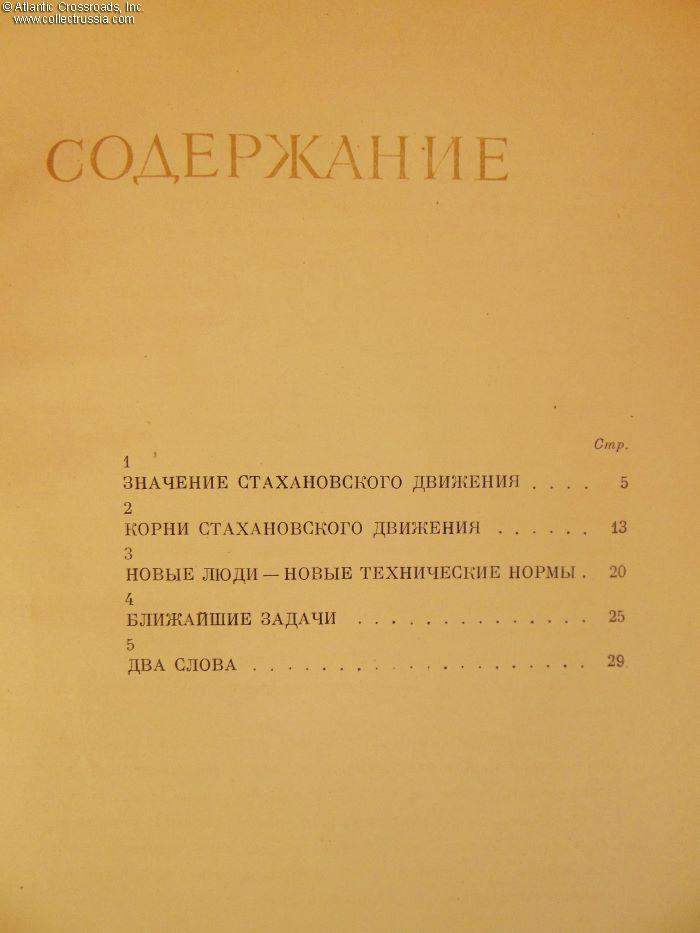 © Atlantic Crossroads, Inc.
www.collectrussia.com
СОДЕРЖАНИЕ
Стр.
1
ЗНАЧЕНИЕ СТАХАНОВСКОГО ДВИЖЕНИЯ . . . . 5
2
КОРНИ СТАХАНОВСКОГО ДВИЖЕНИЯ . . . . . . 13
3
НОВЫЕ ЛЮДИ — НОВЫЕ ТЕХНИЧЕСКИЕ НОРМЫ . 20
4
БЛИЖАЙШИЕ ЗАДАЧИ . . . . . . . . . . . . . . 25
5
ДВА СЛОВА . . . . . . . . . . . . . . . . . . . 29